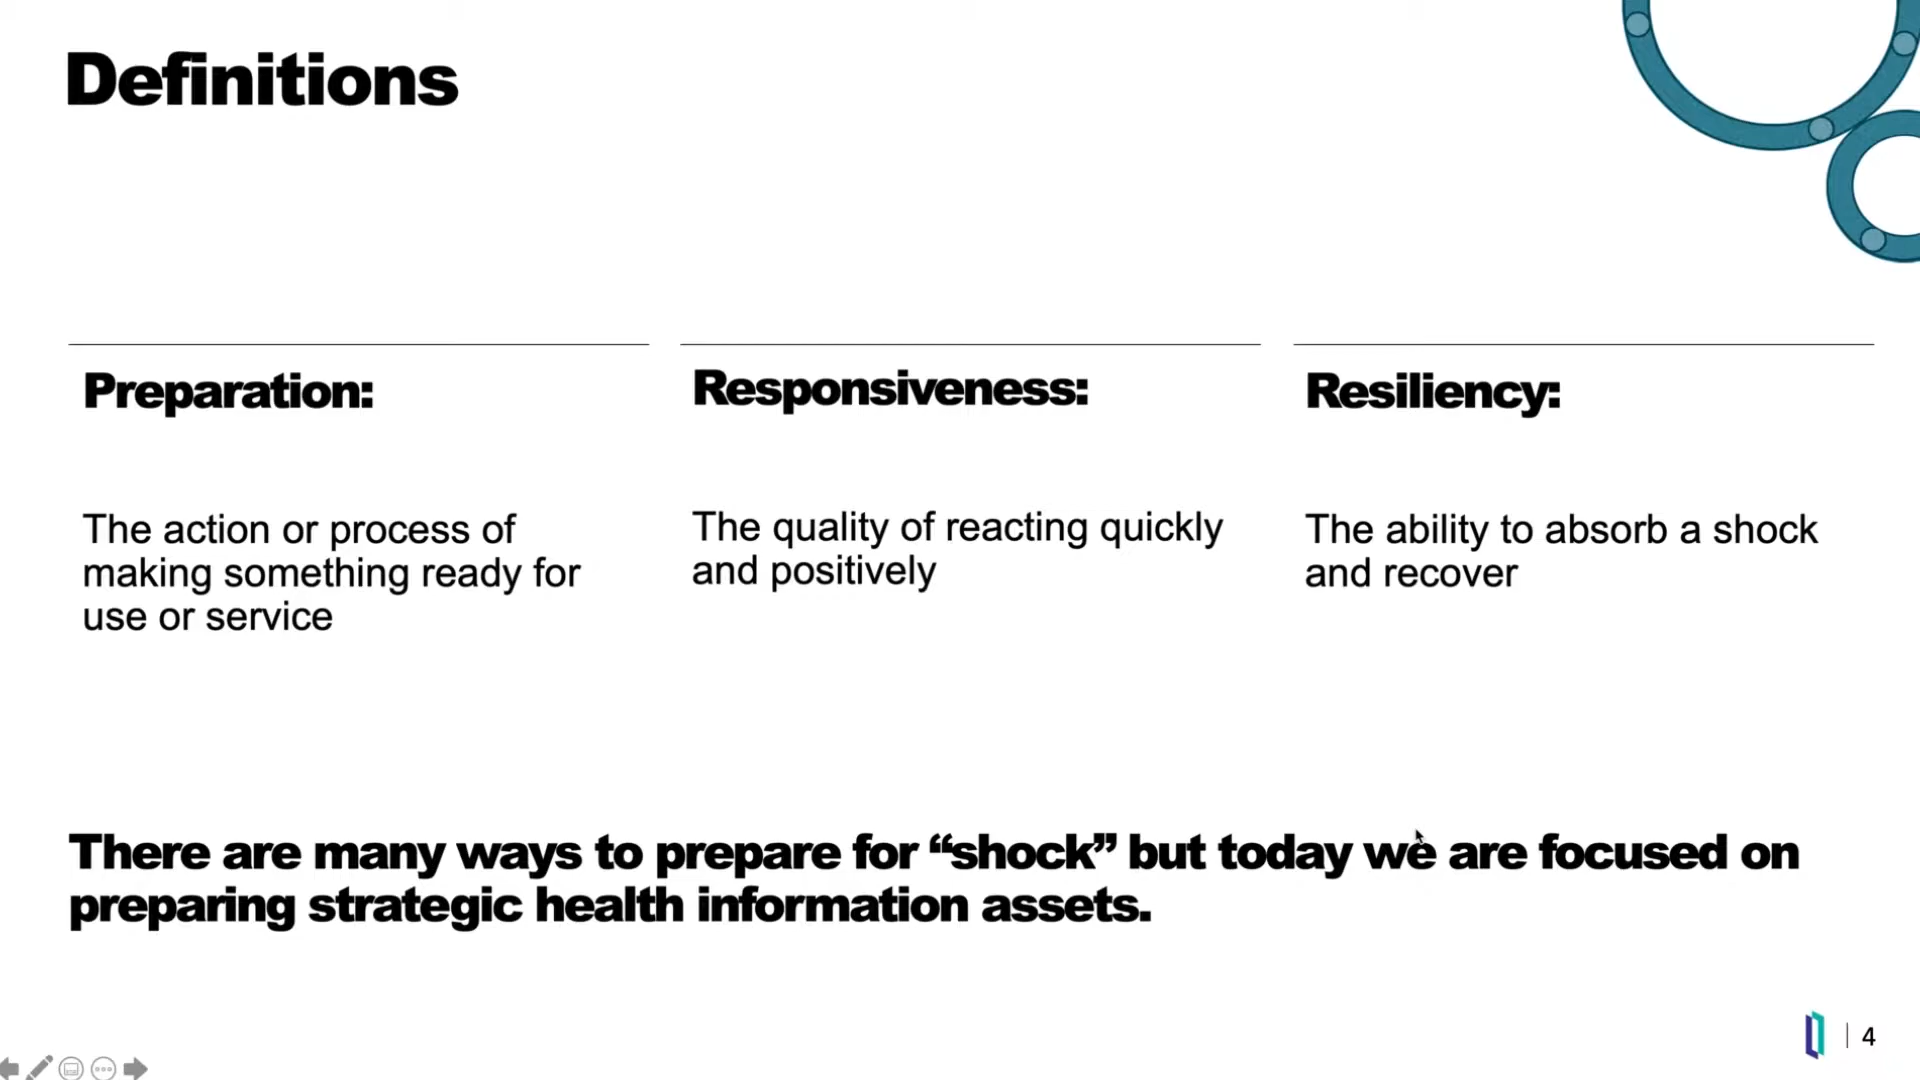 Definitions
Preparation:
The action or process of
making something ready for
use or service
Responsiveness:
The quality of reacting quickly
and positively
Resiliency:
The ability to absorb a shock
and recover
There are many ways to prepare for “shock” but today we are focused on
preparing strategic health information assets.
4